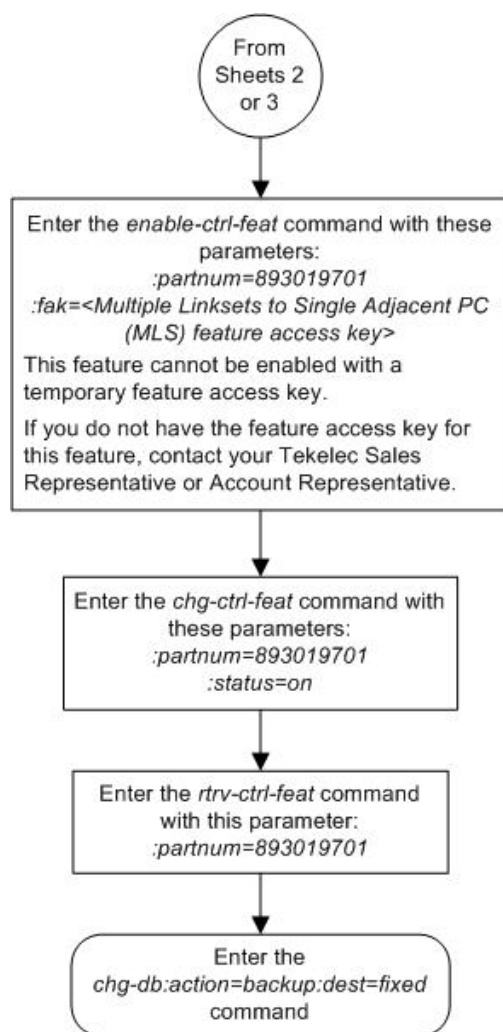 From
Sheets 2
or 3
Enter the enable-ctrl-feat command with these
parameters:
:partnum=893019701
:fak=<Multiple Linksets to Single Adjacent PC
(MLS) feature access key>
This feature cannot be enabled with a
temporary feature access key.
If you do not have the feature access key for
this feature, contact your Tekelec Sales
Representative or Account Representative.
Enter the chg-ctrl-feat command with
these parameters:
:partnum=893019701
:status=on
Enter the rtrv-ctrl-feat command
with this parameter:
:partnum=893019701
Enter the
chg-db:action=backup:dest=fixed
command